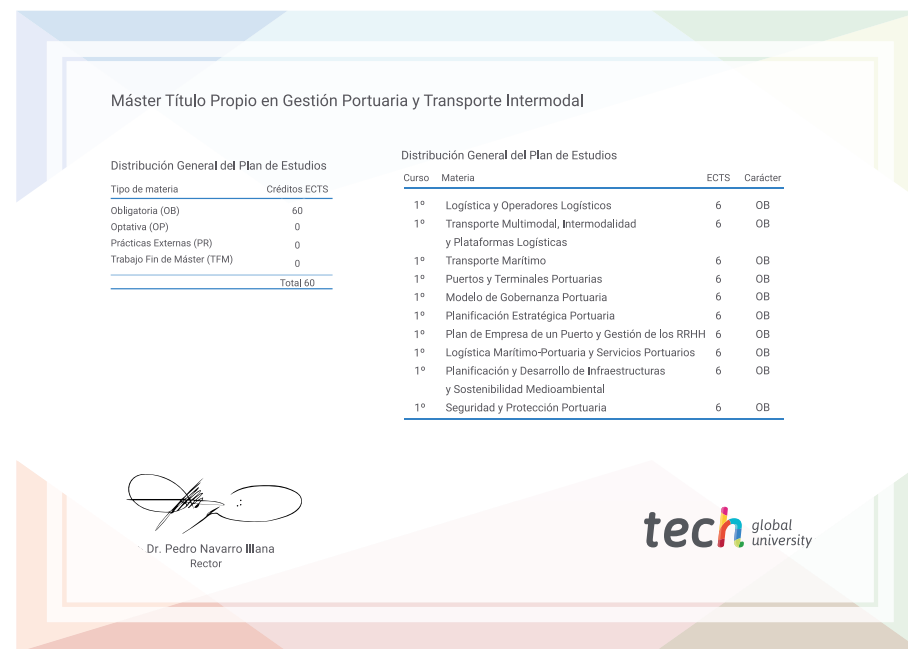 Máster Título Propio en Gestión Portuaria y Transporte Intermodal
Distribución General del Plan de Estudios
Tipo de materia Créditos ECTS
Obligatoria (OB) 60
Optativa (OP) 0
Prácticas Externas (PR) 0
Trabajo Fin de Máster (TFM) 0
Total 60
Distribución General del Plan de Estudios
Curso Materia ECTS Carácter
1º Logística y Operadores Logísticos 6 OB
1º Transporte Multimodal, Intermodalidad 6 OB
y Plataformas Logísticas
1º Transporte Marítimo 6 OB
1º Puertos y Terminales Portuarias 6 OB
1º Modelo de Gobernanza Portuaria 6 OB
1º Planificación Estratégica Portuaria 6 OB
1º Plan de Empresa de un Puerto y Gestión de los RRHH 6 OB
1º Logística Marítimo-Portuaria y Servicios Portuarios 6 OB
1º Planificación y Desarrollo de Infraestructuras 6 OB
y Sostenibilidad Medioambiental
1º Seguridad y Protección Portuaria 6 OB
Dr. Pedro Navarro Illana
Rector
tech global
university